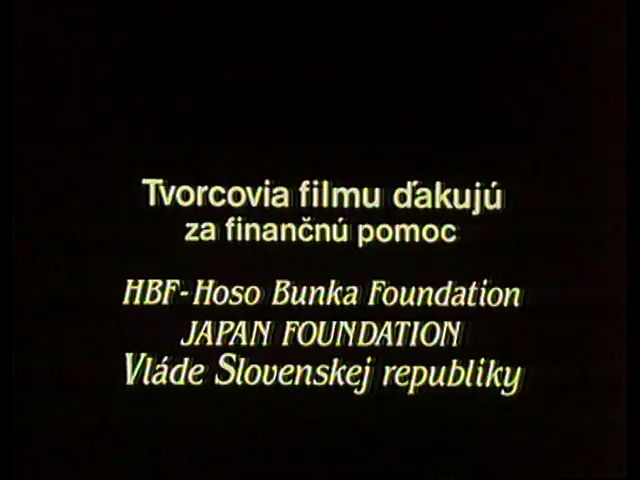 Tvorcovia filmu ďakujú
za finančnú pomoc
HBF-Hoso Bunka Foundation
JAPAN FOUNDATION
Vláde Slovenskej republiky